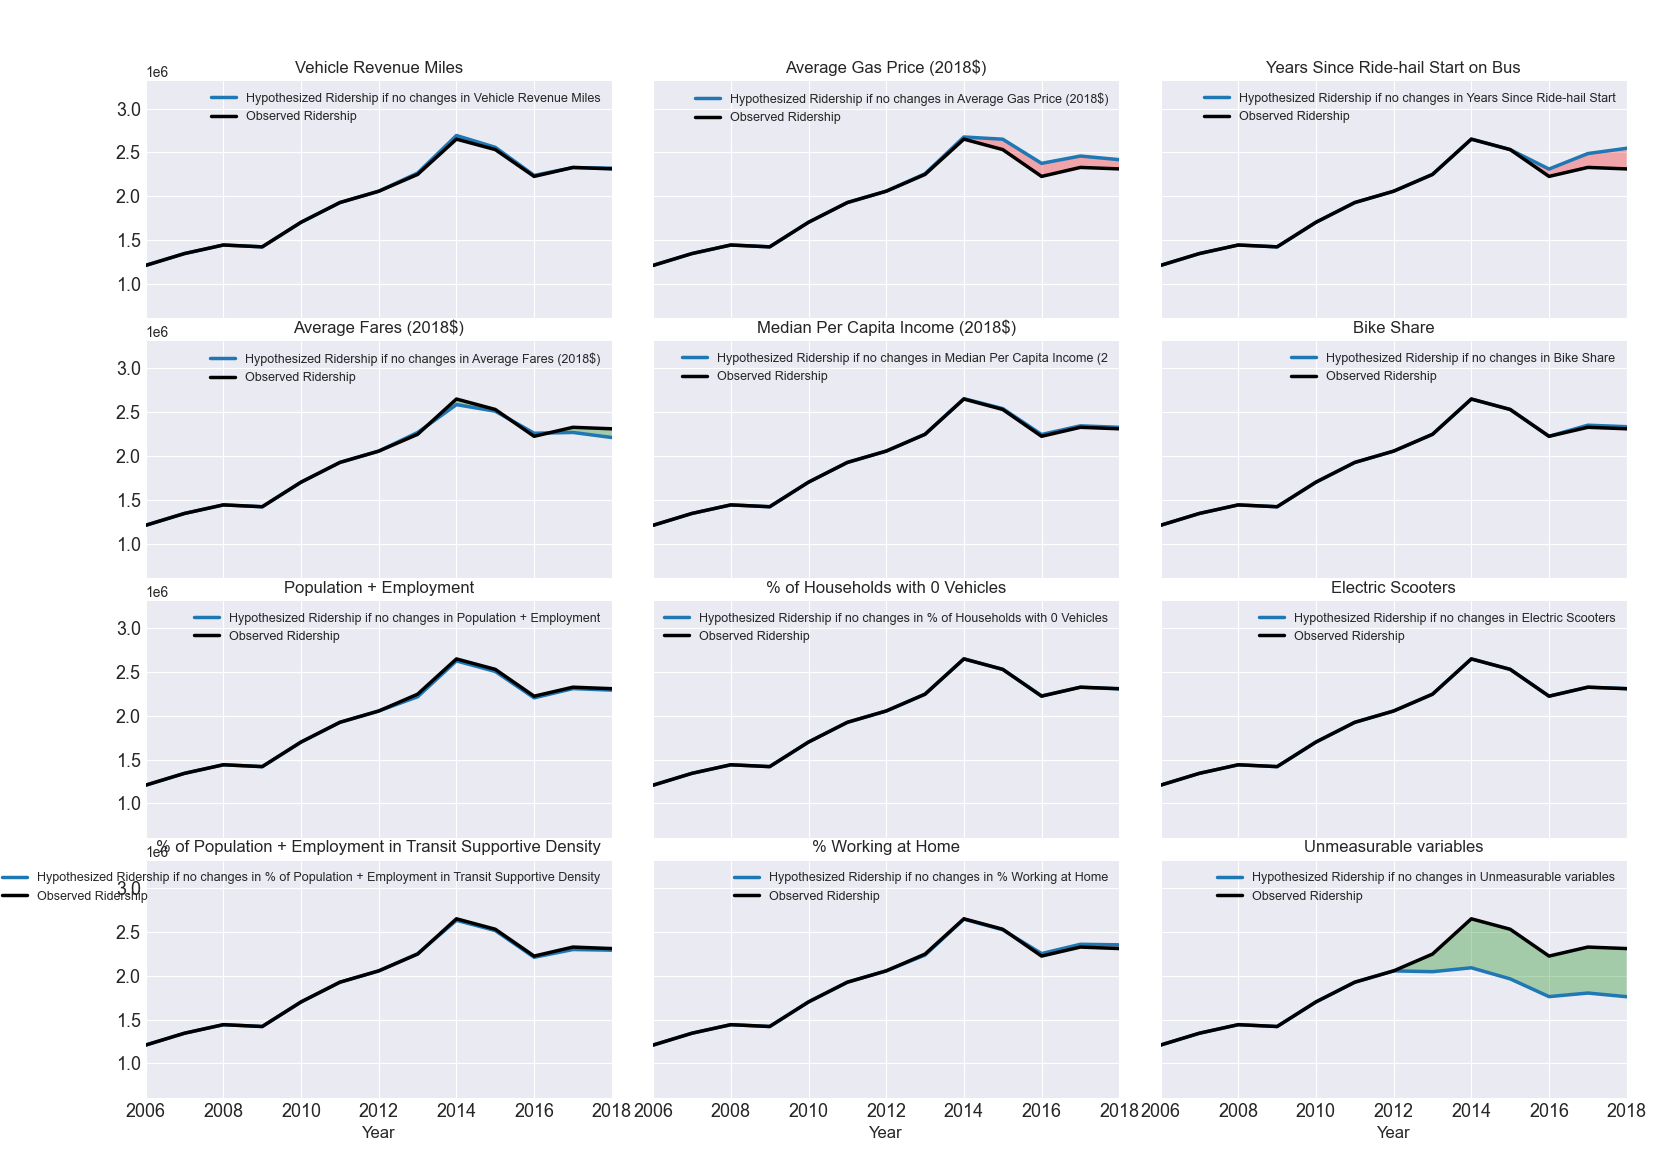 Vehicle Revenue Miles
1e6
Hypothesized Ridership if no changes in Vehicle Revenue Miles
Observed Ridership
3.0
2.5
2.0
1.5
1.0
Average Gas Price (2018$)
Hypothesized Ridership if no changes in Average Gas Price (2018$)
Observed Ridership
Years Since Ride-hail Start on Bus
Hypothesized Ridership if no changes in Years Since Ride-hail Start
Observed Ridership
Average Fares (2018$)
1e6
Hypothesized Ridership if no changes in Average Fares (2018$)
Observed Ridership
3.0
2.5
2.0
1.5
1.0
Median Per Capita Income (2018$)
Hypothesized Ridership if no changes in Median Per Capita Income (2
Observed Ridership
Bike Share
Hypothesized Ridership if no changes in Bike Share
Observed Ridership
Population + Employment
1e6
Hypothesized Ridership if no changes in Population + Employment
Observed Ridership
3.0
2.5
2.0
1.5
1.0
% of Households with 0 Vehicles
Hypothesized Ridership if no changes in % of Households with 0 Vehicles
Observed Ridership
Electric Scooters
Hypothesized Ridership if no changes in Electric Scooters
Observed Ridership
% of Population + Employment in Transit Supportive Density
1e6
Hypothesized Ridership if no changes in % of Population + Employment in Transit Supportive Density
Observed Ridership
3.0
2.5
2.0
1.5
1.0
2006 2008 2010 2012 2014 2016 2018
Year
% Working at Home
Hypothesized Ridership if no changes in % Working at Home
Observed Ridership
2006 2008 2010 2012 2014 2016 2018
Year
Unmeasurable variables
Hypothesized Ridership if no changes in Unmeasurable variables
Observed Ridership
2006 2008 2010 2012 2014 2016 2018
Year